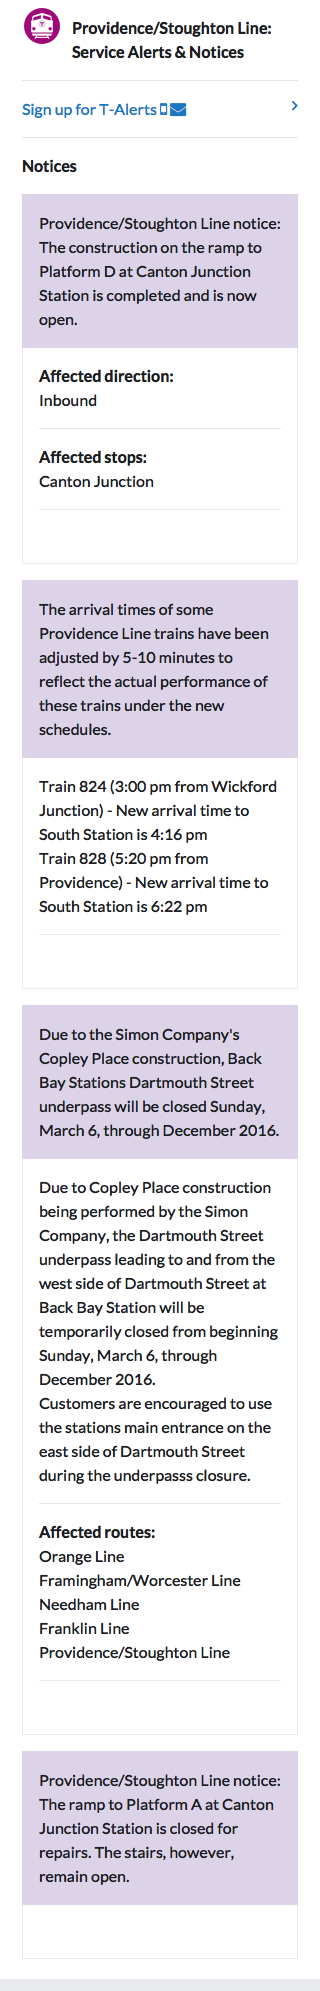 Providence/Stoughton Line:
Service Alerts & Notices
Sign up for T-Alerts
Notices
Providence/Stoughton Line notice:
The construction on the ramp to
Platform D at Canton Junction
Station is completed and is now
open.
Affected direction:
Inbound
Affected stops:
Canton Junction
The arrival times of some
Providence Line trains have been
adjusted by 5-10 minutes to
reflect the actual performance of
these trains under the new
schedules.
Train 824 (3:00 pm from Wickford
Junction) - New arrival time to
South Station is 4:16 pm
Train 828 (5:20 pm from
Providence) - New arrival time to
South Station is 6:22 pm
Due to the Simon Company's
Copley Place construction, Back
Bay Stations Dartmouth Street
underpass will be closed Sunday,
March 6, through December 2016.
Due to Copley Place construction
being performed by the Simon
Company, the Dartmouth Street
underpass leading to and from the
west side of Dartmouth Street at
Back Bay Station will be
temporarily closed from beginning
Sunday, March 6, through
December 2016.
Customers are encouraged to use
the stations main entrance on the
east side of Dartmouth Street
during the underpasss closure.
Affected routes:
Orange Line
Framingham/Worcester Line
Needham Line
Franklin Line
Providence/Stoughton Line
Providence/Stoughton Line notice:
The ramp to Platform A at Canton
Junction Station is closed for
repairs. The stairs, however,
remain open.